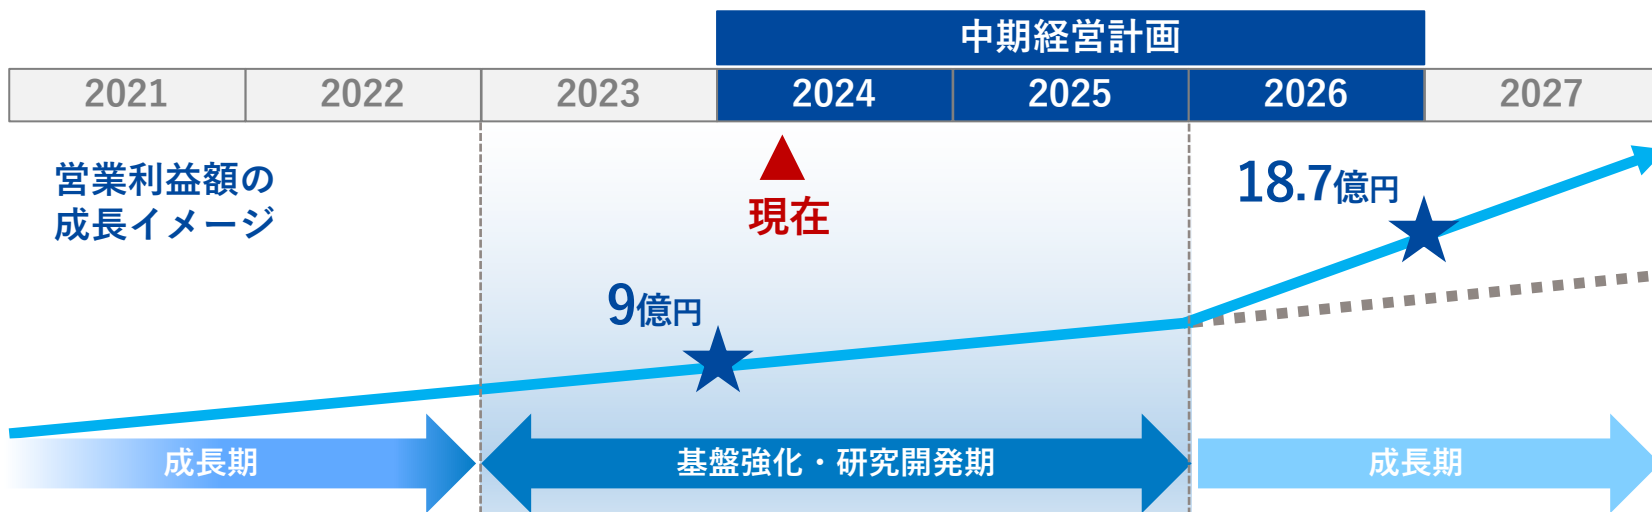 中期経営計画
2021 2022 2023 2024 2025 2026 2027
営業利益額の
成長イメージ
現在
9億円
18.7億円
成長期
基盤強化・研究開発期
成長期